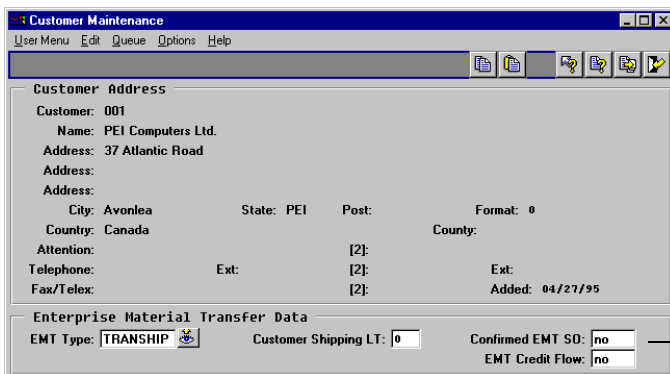 Customer Maintenance
User Menu Edit Queue Options Help
Customer Address
Customer: 001
Name: PEI Computers Ltd.
Address: 37 Atlantic Road
Address:
Address:
City: Avonlea State: PEI Post: Format: 0
Country: Canada County:
Attention: [2]:
Telephone: Ext: [2]: Ext:
Fax/Telex: [2]: Added: 04/27/95
Enterprise Material Transfer Data
EMT Type: TRANSHIP Customer Shipping LT: 0 Confirmed EMT SO: no
EMT Credit Flow: no